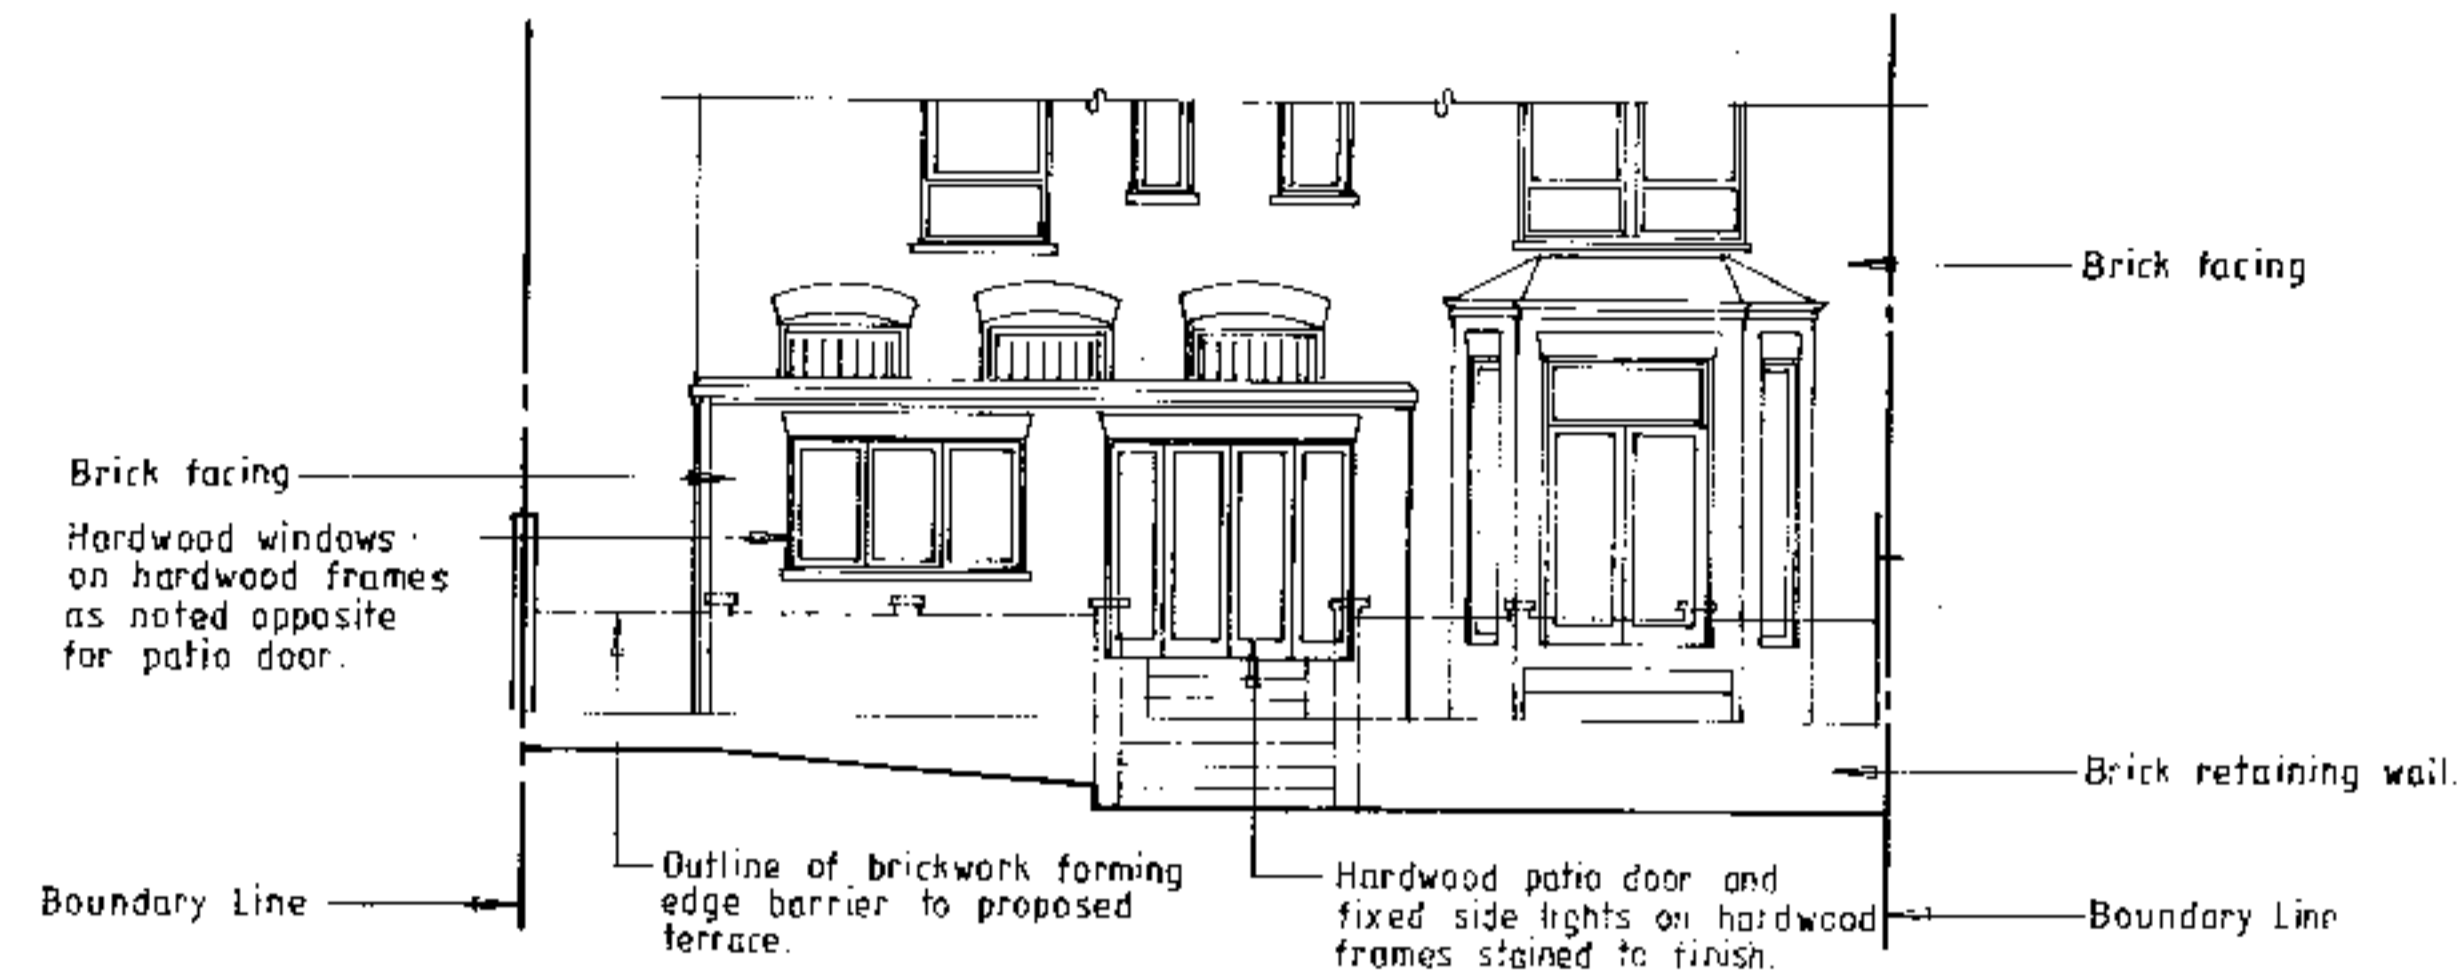 Brick facing
Brick facing
Hardwood windows
on hardwood frames
as noted opposite
for patio door.
Brick retaining wall.
Outline of brickwork forming
edge barrier to proposed
terrace.
Hardwood patio door and
fixed side lights on hardwood
frames stained to finish.
Boundary Line
Boundary Line